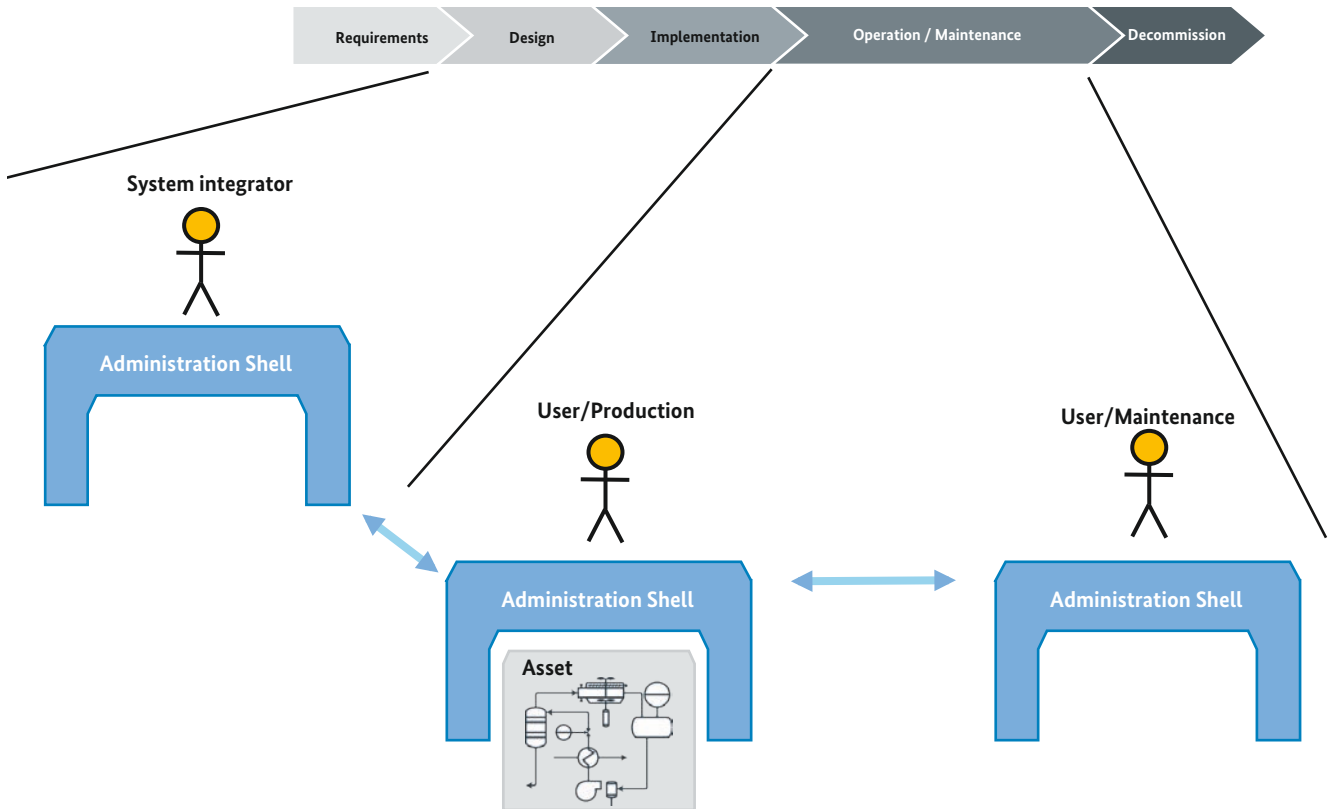 Requirements
Design
Implementation
Operation / Maintenance
Decommission
System integrator
Administration Shell
User/Production
User/Maintenance
Administration Shell
Administration Shell
Asset